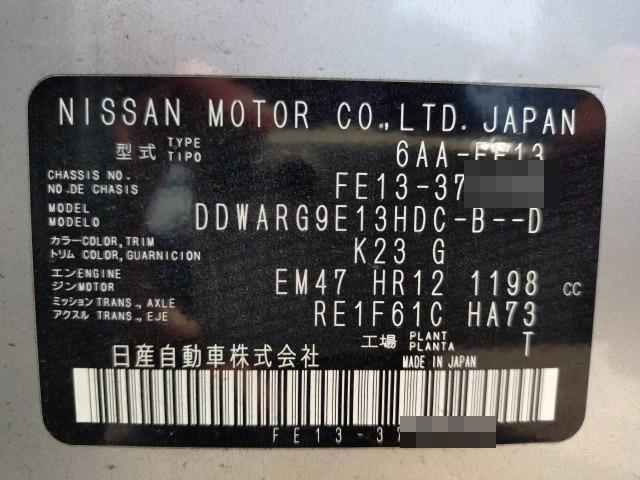 NISSAN MOTOR CO.,LTD. JAPAN
型式 TYPE TIPO 6AA-FE13
CHASSIS NO. NO.DE CHASIS FE13-37
MODEL MODELO DDWARG9E13HDC-B--D
カラー COLOR,TRIM トリム COLOR,GUARNICION K23 G
エンジン ENGINE MOTOR EM47 HR12 1198 CC
ミッション TRANS., AXLE アクスル TRANS.,EJE RE1F61C HA73
工場 PLANT PLANTA T
日産自動車株式会社 MADE IN JAPAN
FE13-37